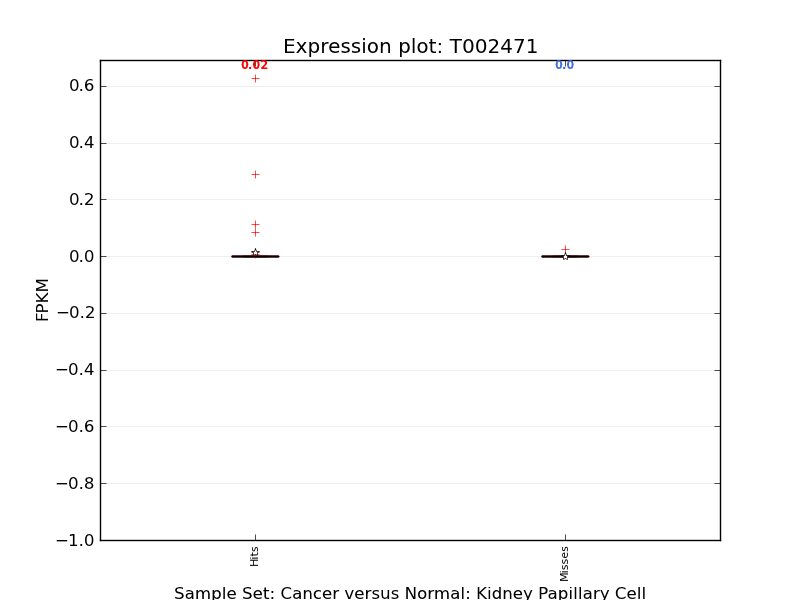 Expression plot: T002471
0.02
0.0
0.6
0.4
0.2
0.0
−0.2
−0.4
−0.6
−0.8
−1.0
FPKM
Hits
Misses
Sample Set: Cancer versus Normal: Kidney Papillary Cell